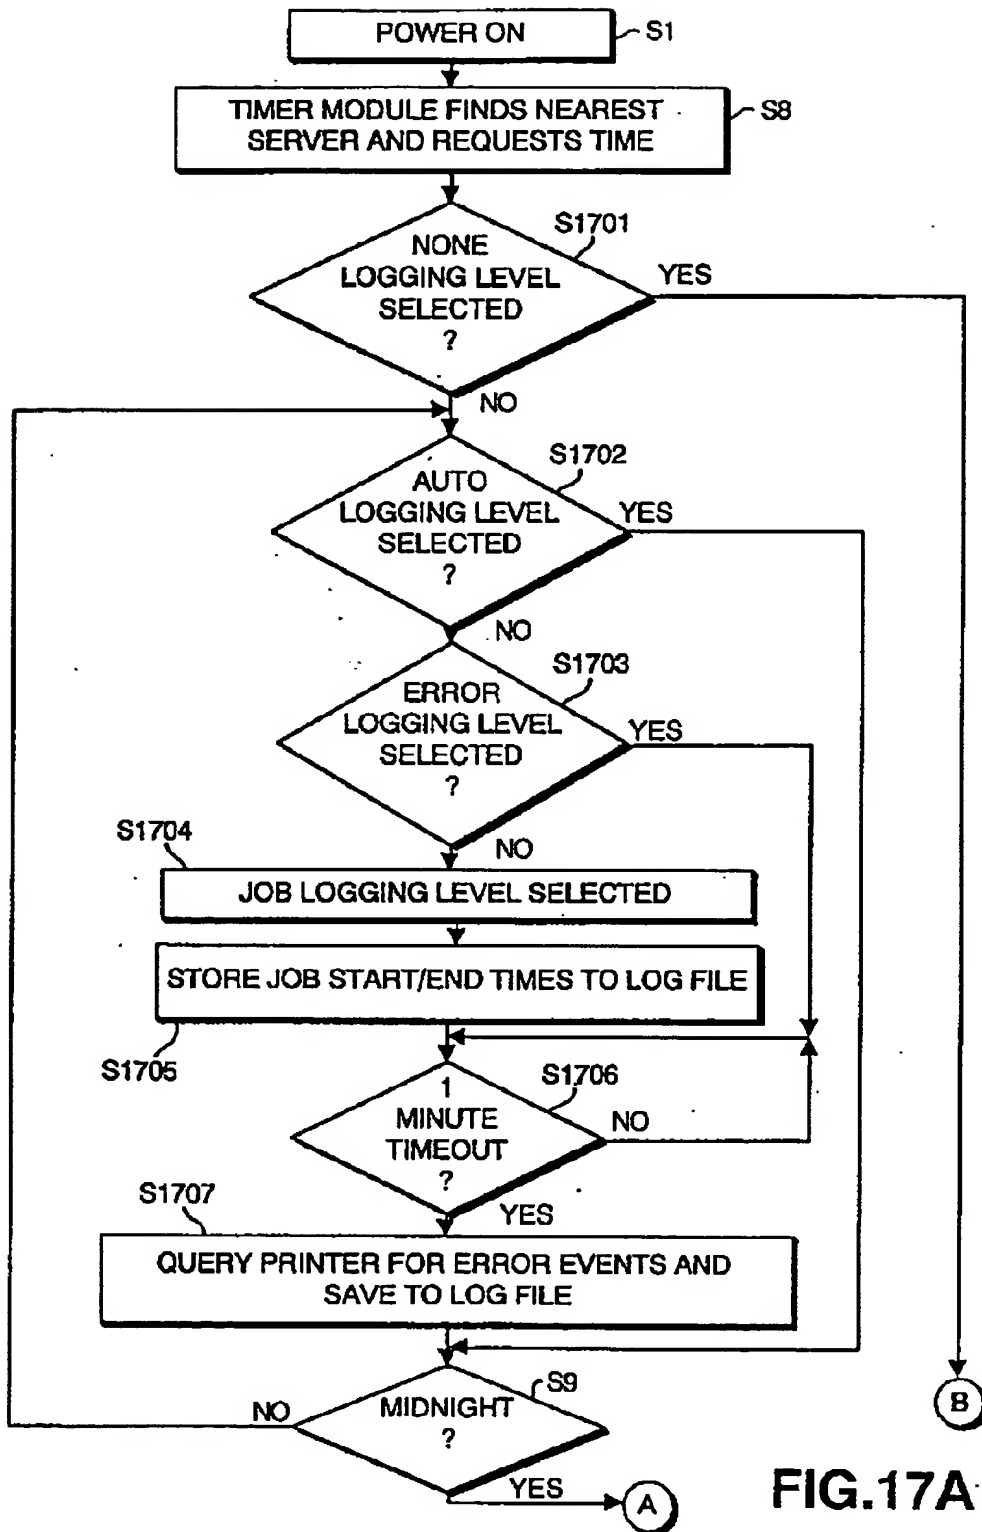 POWER ON
S1
TIMER MODULE FINDS NEAREST
SERVER AND REQUESTS TIME
S8
S1701
NONE
LOGGING LEVEL
SELECTED
?
YES
NO
S1702
AUTO
LOGGING LEVEL
SELECTED
?
YES
NO
S1703
ERROR
LOGGING LEVEL
SELECTED
?
YES
NO
S1704
JOB LOGGING LEVEL SELECTED
STORE JOB START/END TIMES TO LOG FILE
S1705
S1706
1
MINUTE
TIMEOUT
?
NO
YES
S1707
QUERY PRINTER FOR ERROR EVENTS AND
SAVE TO LOG FILE
S9
MIDNIGHT
?
NO
YES
A
B
FIG.17A